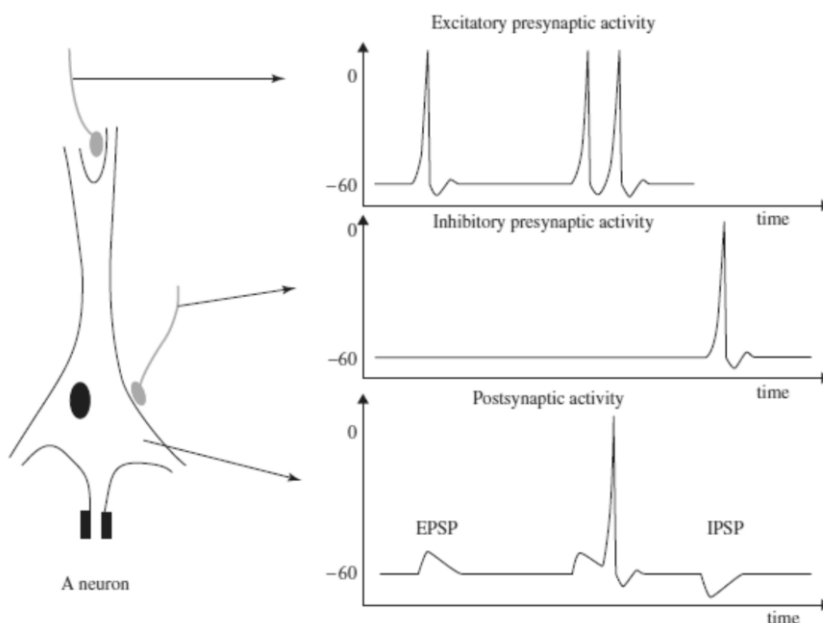 Excitatory presynaptic activity
0
−60
time
Inhibitory presynaptic activity
0
−60
time
Postsynaptic activity
0
EPSP
IPSP
−60
time
A neuron